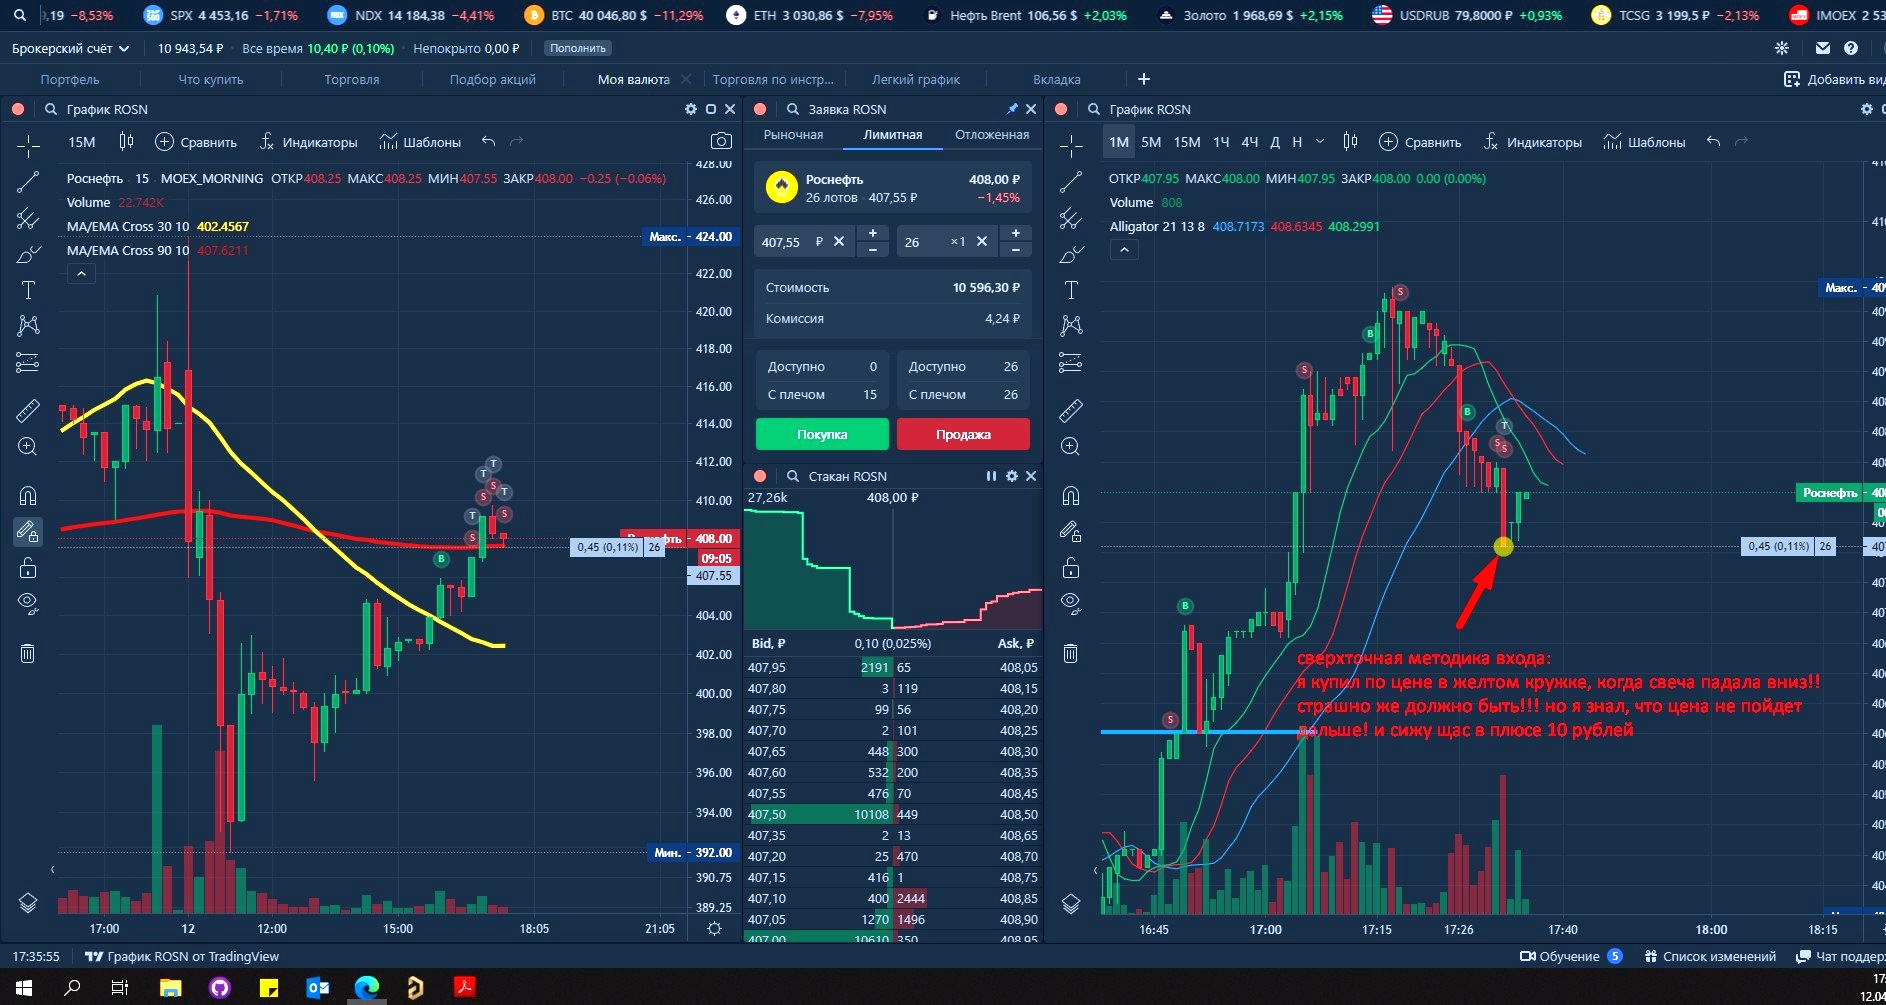 ,19 −8,53% SPX 4 453,16 −1,71% NDX 14 184,38 −4,41% BTC 40 046,80 $ −11,29% ETH 3 030,86 $ −7,95% Нефть Brent 106,56 $ +2,03% Золото 1 968,69 $ +2,15% USDRUB 79,8000 ₽ +0,93% TCSG 3 199,5 ₽ −2,13% IMOEX 2 53
Брокерский счёт 10 943,54 ₽ · Все время 10,40 ₽ (0,10%) · Непокрыто 0,00 ₽ Пополнить
Портфель Что купить Торговля Подбор акций Моя валюта Торговля по инстр... Легкий график Вкладка Добавить вид
График ROSN
15М Сравнить Индикаторы Шаблоны
Роснефть · 15 · MOEX_MORNING ОТКР408.25 МАКС408.25 МИН407.55 ЗАКР408.00 −0.25 (−0.06%)
Volume 22.742K
MA/EMA Cross 30 10 402.4567
MA/EMA Cross 90 10 407.6211
428.00
426.00
Макс. 424.00
422.00
420.00
418.00
416.00
414.00
412.00
410.00
408.00
09:05
0,45 (0,11%) 26
407.55
404.00
402.00
400.00
398.00
396.00
394.00
Мин. 392.00
390.75
389.25
T
T
S
T
S
T
S
S
B
17:00 12 12:00 15:00 18:05 21:05
Заявка ROSN
Рыночная Лимитная Отложенная
Роснефть 408,00 ₽
26 лотов · 407,55 ₽ −1,45%
407,55 ₽ 26 ×1
Стоимость 10 596,30 ₽
Комиссия 4,24 ₽
Доступно 0 Доступно 26
С плечом 15 С плечом 26
Покупка Продажа
Стакан ROSN
27,26k 408,00 ₽
Bid, ₽ 0,10 (0,025%) Ask, ₽
407,95 2191 65 408,05
407,80 3 119 408,15
407,75 99 56 408,20
407,70 2 101 408,25
407,65 448 300 408,30
407,60 532 200 408,35
407,55 476 70 408,45
407,50 10108 449 408,50
407,35 2 13 408,65
407,20 25 470 408,70
407,15 416 1 408,75
407,10 400 2444 408,85
407,05 1270 1496 408,90
407,00 10610 350 408,95
График ROSN
1М 5М 15М 1Ч 4Ч Д Н Сравнить Индикаторы Шаблоны
ОТКР407.95 МАКС408.00 МИН407.95 ЗАКР408.00 0.00 (0.00%)
Volume 808
Alligator 21 13 8 408.7173 408.6345 408.2991
Макс.
S
B
S
B
T
S
S
Роснефть
0,45 (0,11%) 26
B
S
сверхточная методика входа:
я купил по цене в желтом кружке, когда свеча падала вниз!!
страшно же должно быть!!! но я знал, что цена не пойдет
дальше! и сижу щас в плюсе 10 рублей
16:45 17:00 17:15 17:26 17:40 18:00 18:15
17:35:55 График ROSN от TradingView Обучение 5 Список изменений Чат поддерж
17:
12.04